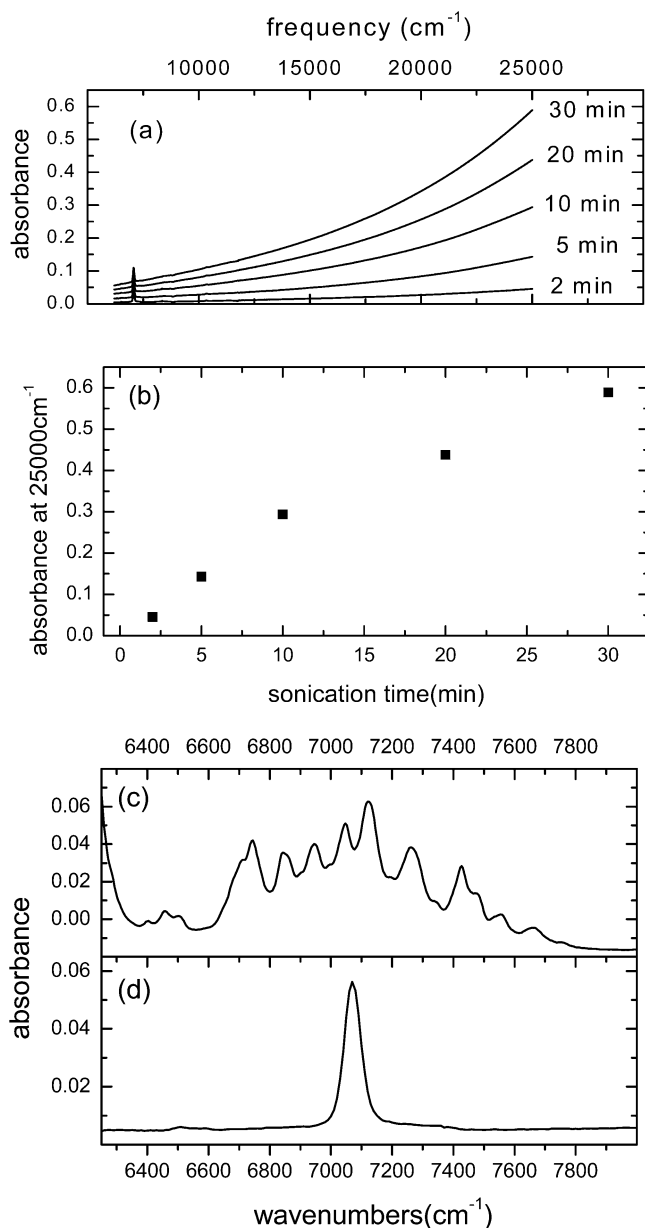 frequency (cm⁻¹)
10000 15000 20000 25000
(a)
absorbance
0.6
0.5
0.4
0.3
0.2
0.1
0.0
30 min
20 min
10 min
5 min
2 min
(b)
absorbance at 25000cm⁻¹
0.6
0.5
0.4
0.3
0.2
0.1
0.0
0 5 10 15 20 25 30
sonication time(min)
6400 6600 6800 7000 7200 7400 7600 7800
(c)
0.06
0.04
0.02
0.00
absorbance
(d)
0.06
0.04
0.02
6400 6600 6800 7000 7200 7400 7600 7800
wavenumbers(cm⁻¹)